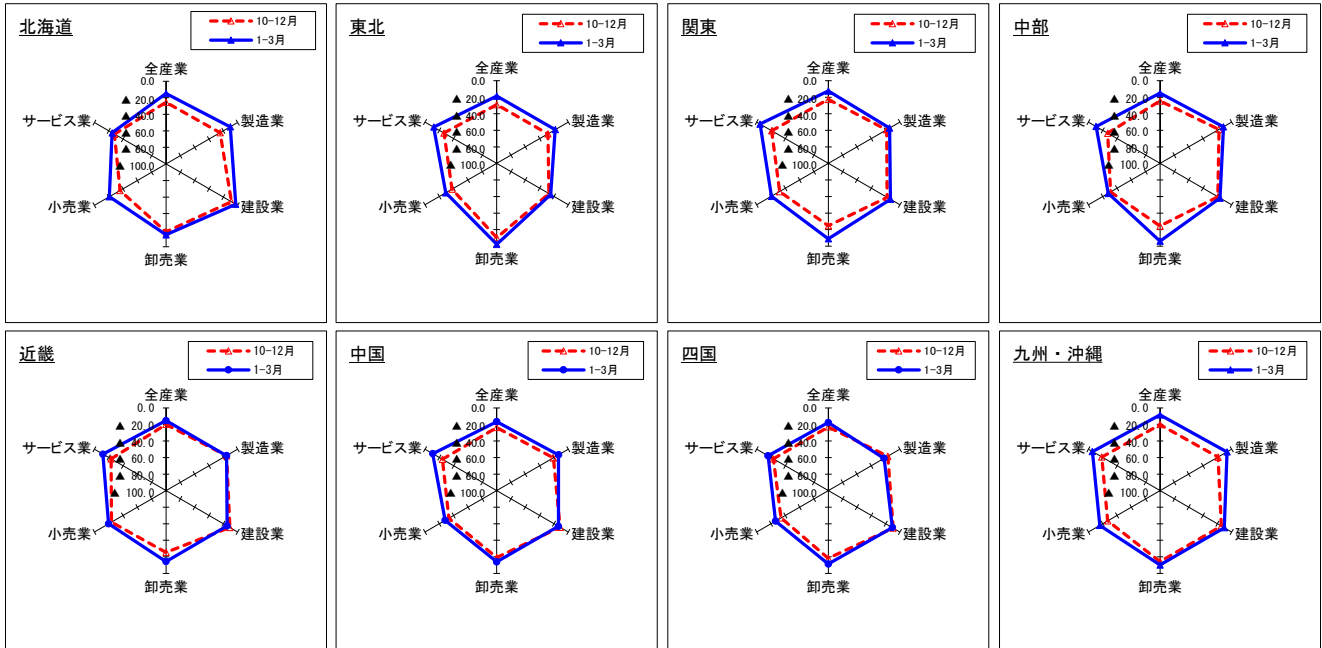 北海道
10-12月
1-3月
全産業
0.0
▲ 20.0
▲ 40.0
▲ 60.0
▲ 80.0
▲ 100.0
製造業
建設業
卸売業
小売業
サービス業
東北
10-12月
1-3月
全産業
0.0
▲ 20.0
▲ 40.0
▲ 60.0
▲ 80.0
▲ 100.0
製造業
建設業
卸売業
小売業
サービス業
関東
10-12月
1-3月
全産業
0.0
▲ 20.0
▲ 40.0
▲ 60.0
▲ 80.0
▲ 100.0
製造業
建設業
卸売業
小売業
サービス業
中部
10-12月
1-3月
全産業
0.0
▲ 20.0
▲ 40.0
▲ 60.0
▲ 80.0
▲ 100.0
製造業
建設業
卸売業
小売業
サービス業
近畿
10-12月
1-3月
全産業
0.0
▲ 20.0
▲ 40.0
▲ 60.0
▲ 80.0
▲ 100.0
製造業
建設業
卸売業
小売業
サービス業
中国
10-12月
1-3月
全産業
0.0
▲ 20.0
▲ 40.0
▲ 60.0
▲ 80.0
▲ 100.0
製造業
建設業
卸売業
小売業
サービス業
四国
10-12月
1-3月
全産業
0.0
▲ 20.0
▲ 40.0
▲ 60.0
▲ 80.0
▲ 100.0
製造業
建設業
卸売業
小売業
サービス業
九州・沖縄
10-12月
1-3月
全産業
0.0
▲ 20.0
▲ 40.0
▲ 60.0
▲ 80.0
▲ 100.0
製造業
建設業
卸売業
小売業
サービス業